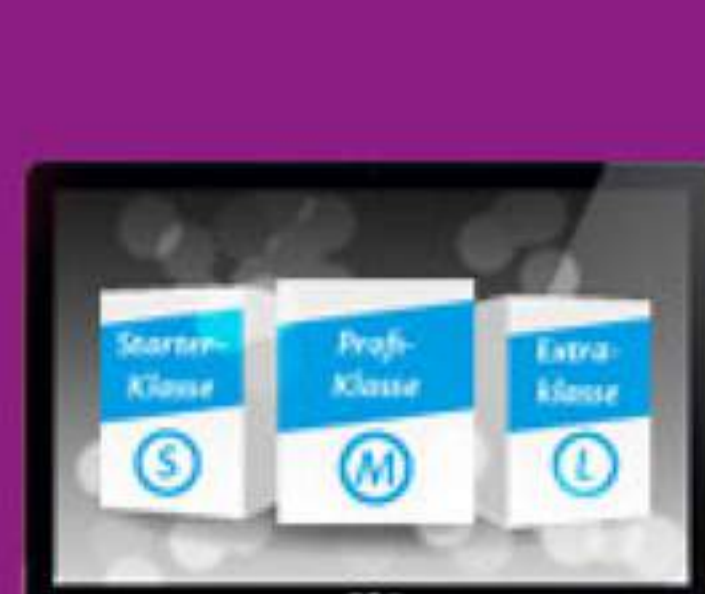 Starter-
Klasse
S
Profi-
Klasse
M
Extra-
klasse
L